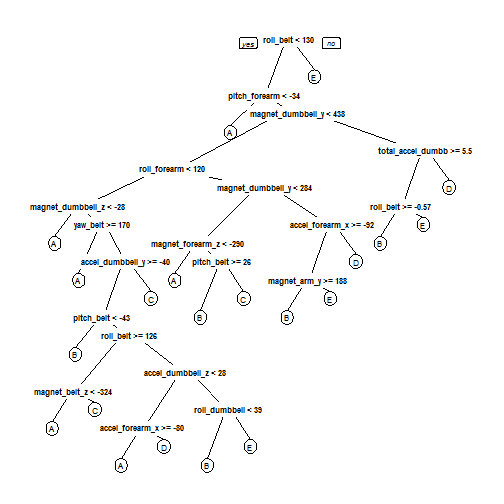 yes
roll_belt < 130
no
E
pitch_forearm < -34
A
magnet_dumbbell_y < 438
total_accel_dumbb >= 5.5
roll_forearm < 120
D
magnet_dumbbell_y < 284
magnet_dumbbell_z < -28
roll_belt >= -0.57
A
yaw_belt >= 170
accel_forearm_x >= -92
E
B
magnet_forearm_z < -290
accel_dumbbell_y >= -40
pitch_belt >= 26
D
A
A
magnet_arm_y >= 188
C
C
E
pitch_belt < -43
B
B
roll_belt >= 126
B
accel_dumbbell_z < 28
magnet_belt_z < -324
C
roll_dumbbell < 39
A
accel_forearm_x >= -80
D
E
A
B